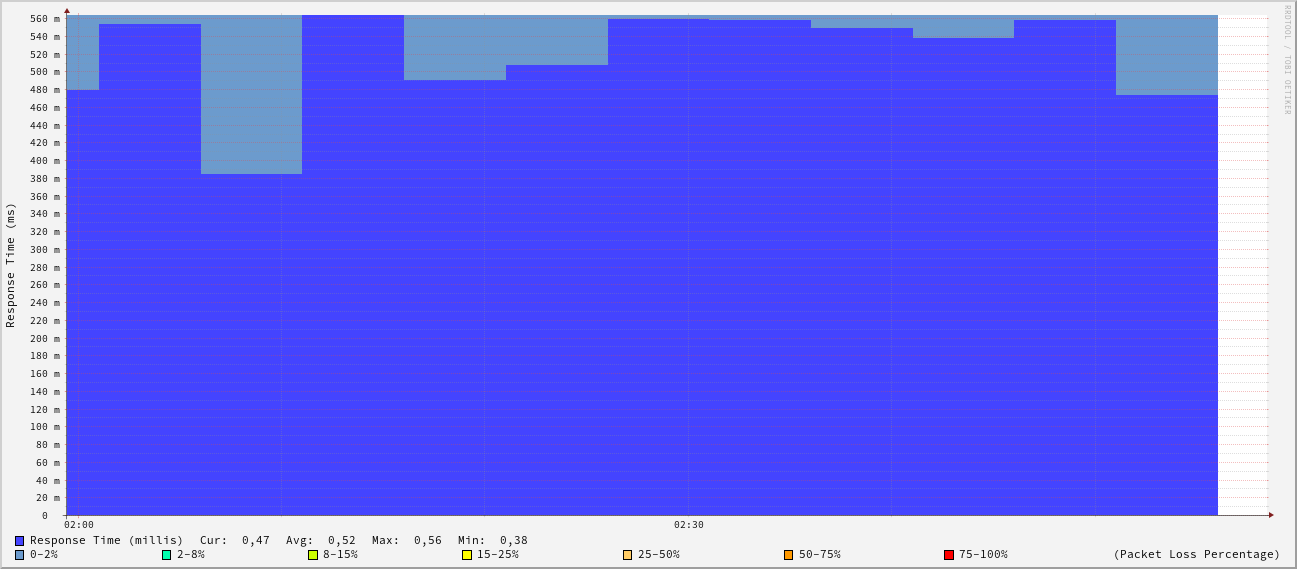 560 m
540 m
520 m
500 m
480 m
460 m
440 m
420 m
400 m
380 m
360 m
340 m
320 m
300 m
280 m
260 m
240 m
220 m
200 m
180 m
160 m
140 m
120 m
100 m
80 m
60 m
40 m
20 m
0
Response Time (ms)
RRDTOOL / TOBI OETIKER
02:00 02:30
Response Time (millis) Cur: 0,47 Avg: 0,52 Max: 0,56 Min: 0,38
0-2% 2-8% 8-15% 15-25% 25-50% 50-75% 75-100% (Packet Loss Percentage)